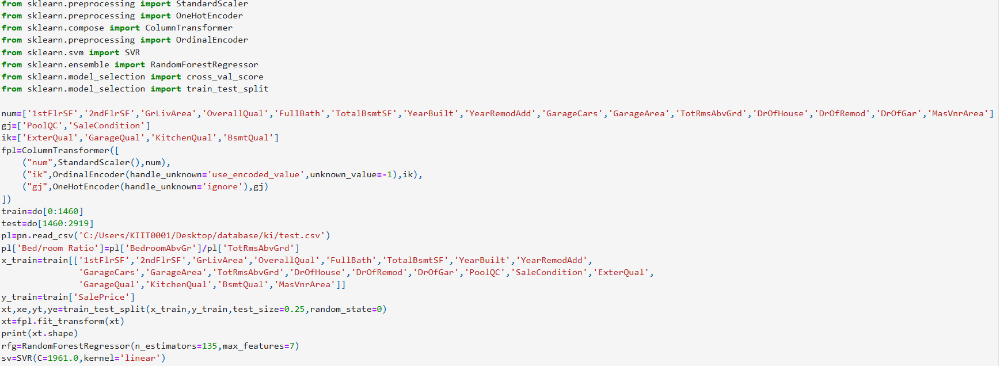 from sklearn.preprocessing import StandardScaler
from sklearn.preprocessing import OneHotEncoder
from sklearn.compose import ColumnTransformer
from sklearn.preprocessing import OrdinalEncoder
from sklearn.svm import SVR
from sklearn.ensemble import RandomForestRegressor
from sklearn.model_selection import cross_val_score
from sklearn.model_selection import train_test_split

num=['1stFlrSF','2ndFlrSF','GrLivArea','OverallQual','FullBath','TotalBsmtSF','YearBuilt','YearRemodAdd','GarageCars','GarageArea','TotRmsAbvGrd','DrOfHouse','DrOfRemod','DrOfGar','MasVnrArea']
gj=['PoolQC','SaleCondition']
ik=['ExterQual','GarageQual','KitchenQual','BsmtQual']
fpl=ColumnTransformer([
    ("num",StandardScaler(),num),
    ("ik",OrdinalEncoder(handle_unknown='use_encoded_value',unknown_value=-1),ik),
    ("gj",OneHotEncoder(handle_unknown='ignore'),gj)
])
train=do[0:1460]
test=do[1460:2919]
pl=pn.read_csv('C:/Users/KIIT0001/Desktop/database/ki/test.csv')
pl['Bed/room Ratio']=pl['BedroomAbvGr']/pl['TotRmsAbvGrd']
x_train=train[['1stFlrSF','2ndFlrSF','GrLivArea','OverallQual','FullBath','TotalBsmtSF','YearBuilt','YearRemodAdd',
               'GarageCars','GarageArea','TotRmsAbvGrd','DrOfHouse','DrOfRemod','DrOfGar','PoolQC','SaleCondition','ExterQual',
               'GarageQual','KitchenQual','BsmtQual','MasVnrArea']]
y_train=train['SalePrice']
xt,xe,yt,ye=train_test_split(x_train,y_train,test_size=0.25,random_state=0)
xt=fpl.fit_transform(xt)
print(xt.shape)
rfg=RandomForestRegressor(n_estimators=135,max_features=7)
sv=SVR(C=1961.0,kernel='linear')